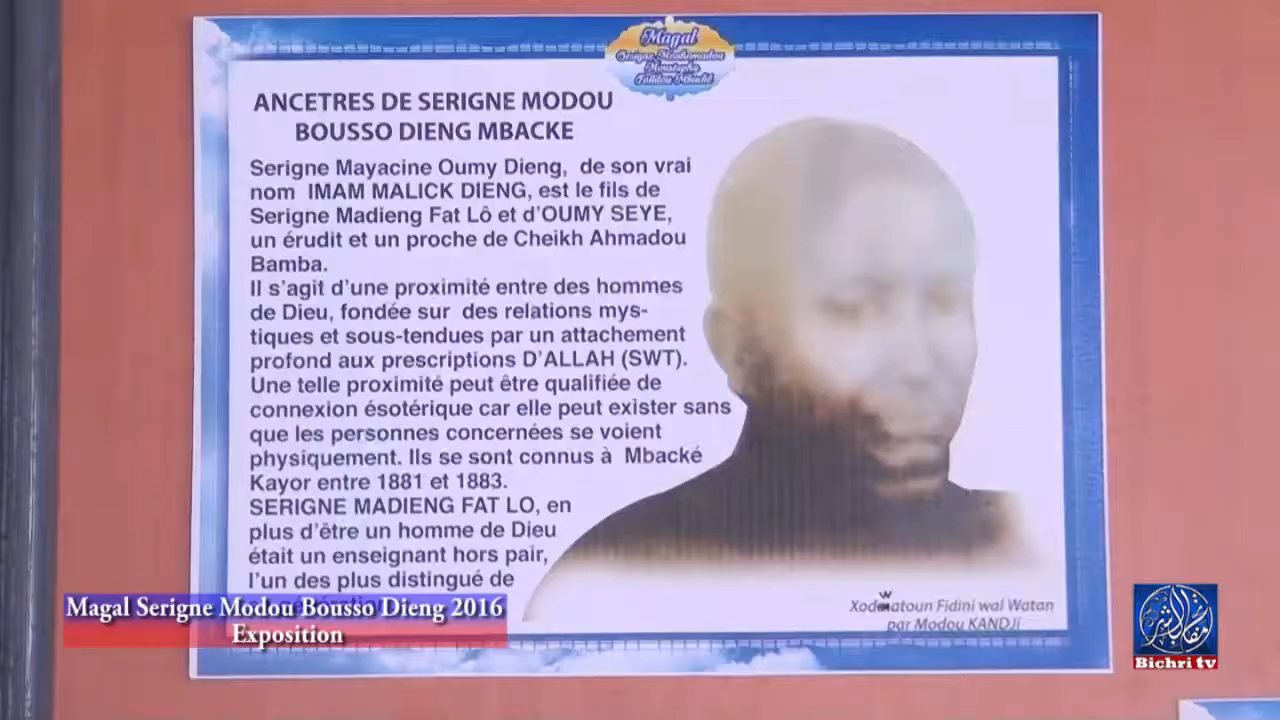 Magal
Serigne Mouhamadou
Moustapha
Falilou Mbacké
ANCETRES DE SERIGNE MODOU
BOUSSO DIENG MBACKE
Serigne Mayacine Oumy Dieng, de son vrai
nom IMAM MALICK DIENG, est le fils de
Serigne Madieng Fat Lô et d'OUMY SEYE,
un érudit et un proche de Cheikh Ahmadou
Bamba.
Il s'agit d'une proximité entre des hommes
de Dieu, fondée sur des relations mys-
tiques et sous-tendues par un attachement
profond aux prescriptions D'ALLAH (SWT).
Une telle proximité peut être qualifiée de
connexion ésotérique car elle peut exister sans
que les personnes concernées se voient
physiquement. Ils se sont connus à Mbacké
Kayor entre 1881 et 1883.
SERIGNE MADIENG FAT LO, en
plus d'être un homme de Dieu
était un enseignant hors pair,
l'un des plus distingué de
Xodmatoun Fidini wal Watan
par Modou KANDJi
Magal Serigne Modou Bousso Dieng 2016
Exposition
Bichri tv